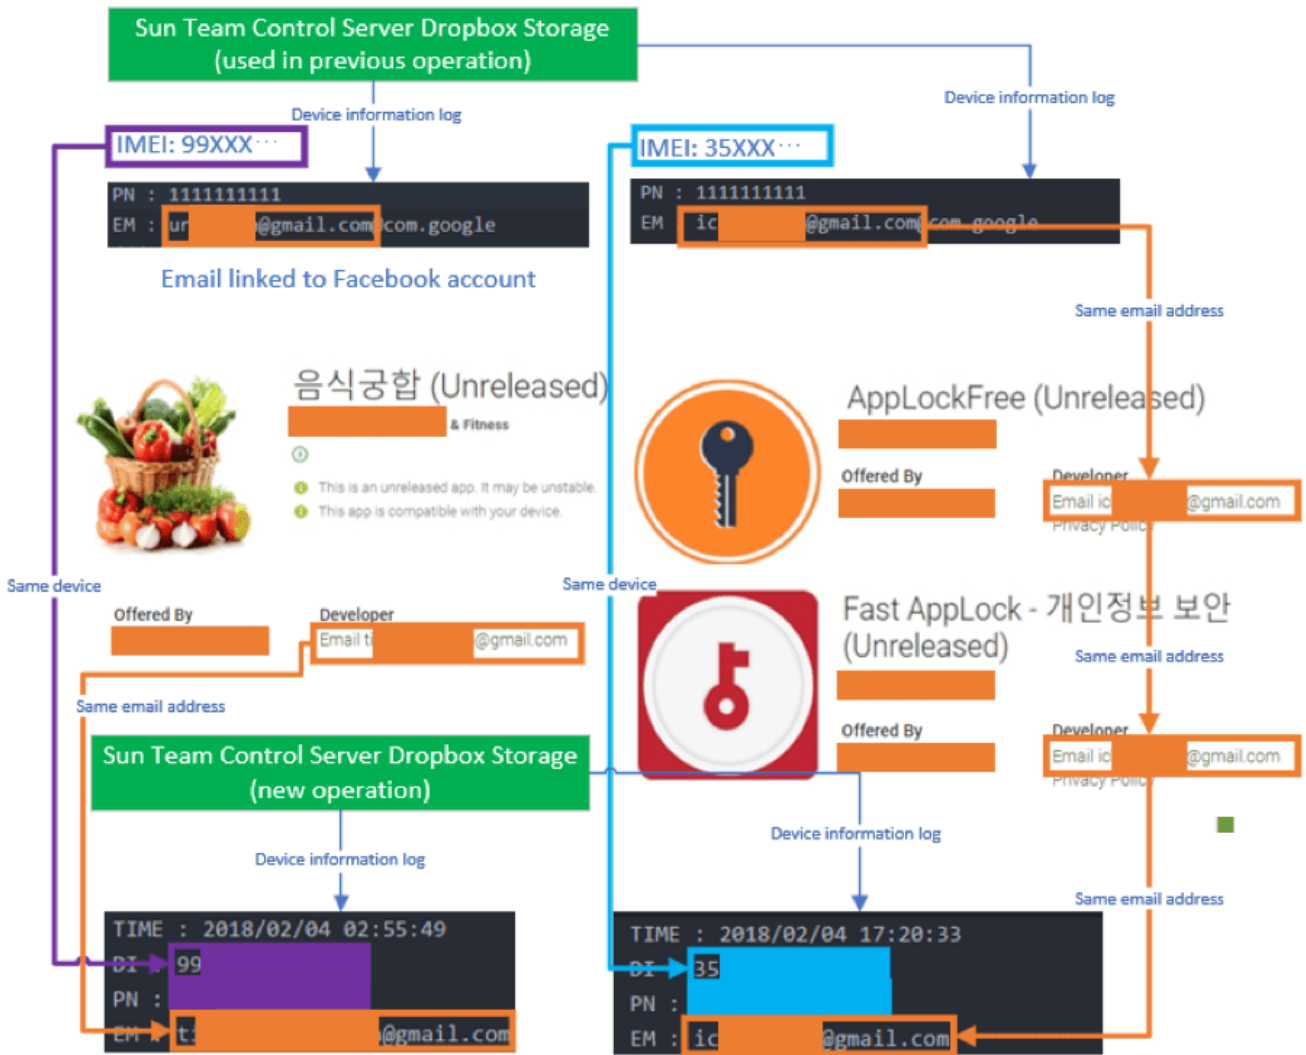 Sun Team Control Server Dropbox Storage
(used in previous operation)
Device information log
Device information log
IMEI: 99XXX···
IMEI: 35XXX···
PN : 1111111111
EM : ur @gmail.com com.google
PN : 1111111111
EM ic @gmail.com com.google
Email linked to Facebook account
Same email address
음식궁합 (Unreleased)
& Fitness
This is an unreleased app. It may be unstable.
This app is compatible with your device.
AppLockFree (Unreleased)
Offered By
Developer
Email ic @gmail.com
Privacy Policy
Same device
Same device
Offered By
Developer
Email ti @gmail.com
Fast AppLock - 개인정보 보안
(Unreleased)
Same email address
Same email address
Offered By
Developer
Email ic @gmail.com
Privacy Policy
Sun Team Control Server Dropbox Storage
(new operation)
Device information log
Device information log
Same email address
TIME : 2018/02/04 02:55:49
DI : 99
PN :
EM : ti @gmail.com
TIME : 2018/02/04 17:20:33
DI : 35
PN :
EM : ic @gmail.com